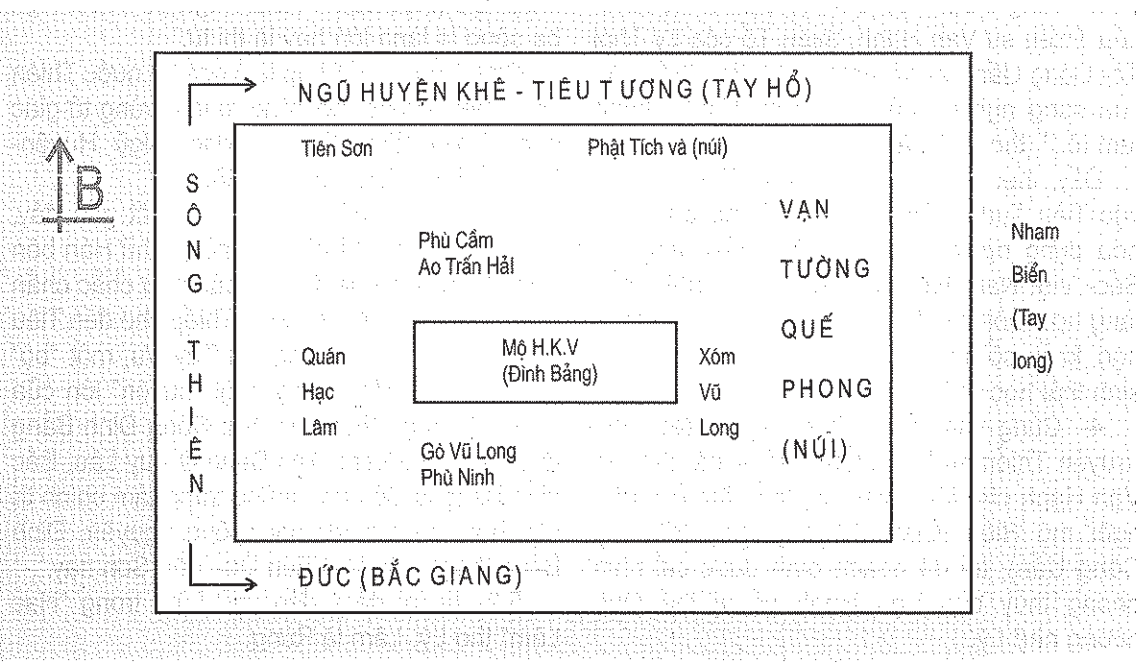 NGŨ HUYỆN KHÊ - TIÊU TƯƠNG (TAY HỔ)
B
Tiên Sơn
Phật Tích và (núi)
SÔNG THIÊN
Phù Cầm
Ao Trấn Hải
VẠN
TƯỜNG
QUẾ
PHONG
(NÚI)
Nham
Biển
(Tay
long)
Quán
Hạc
Lâm
Mộ H.K.V
(Đình Bảng)
Xóm
Vũ
Long
Gò Vũ Long
Phù Ninh
ĐỨC (BẮC GIANG)